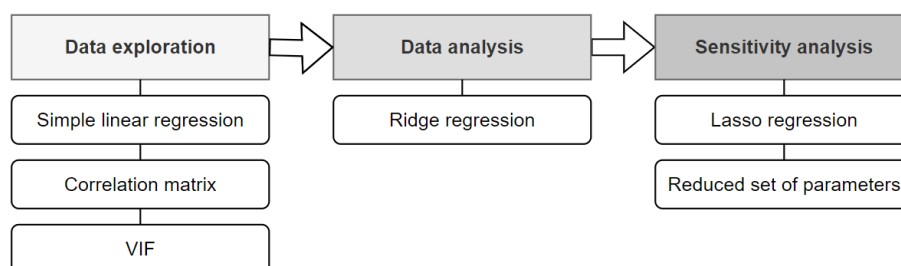 Data exploration
Data analysis
Sensitivity analysis
Simple linear regression
Ridge regression
Lasso regression
Correlation matrix
Reduced set of parameters
VIF